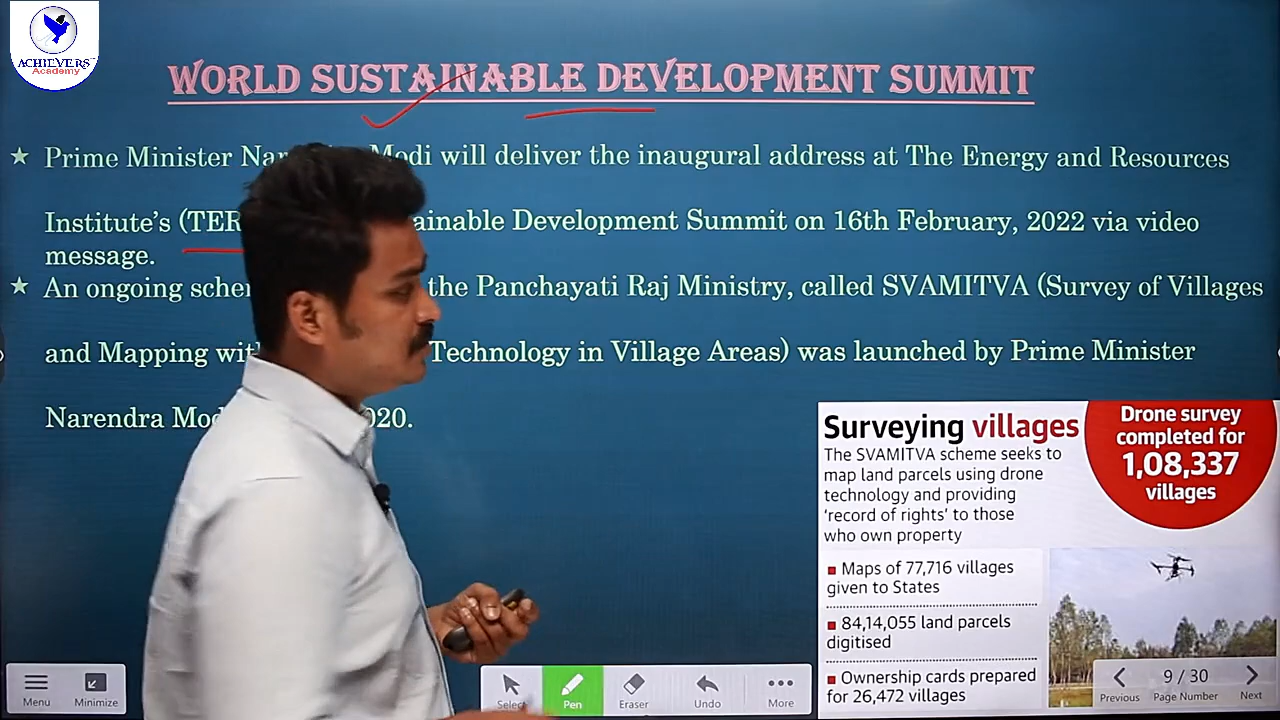 ACHIEVERS
Academy
WORLD SUSTAINABLE DEVELOPMENT SUMMIT
Prime Minister Modi will deliver the inaugural address at The Energy and Resources
Institute's (TER Development Summit on 16th February, 2022 via video
message.
An ongoing the Panchayati Raj Ministry, called SVAMITVA (Survey of Villages
and Mapping Technology in Village Areas) was launched by Prime Minister
Narendra
Surveying villages
The SVAMITVA scheme seeks to
map land parcels using drone
technology and providing
'record of rights' to those
who own property
Drone survey
completed for
1,08,337
villages
Maps of 77,716 villages
given to States
84,14,055 land parcels
digitised
Ownership cards prepared
for 26,472 villages
Menu Minimize Select Pen Eraser Undo More
9 / 30
Previous Page Number Next